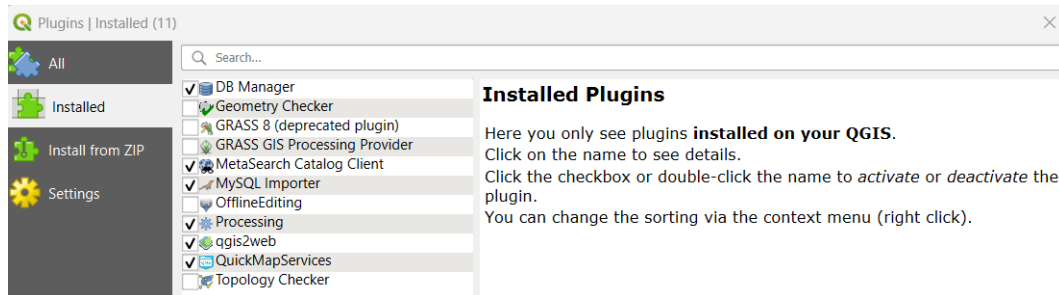 Plugins | Installed (11)
All
Installed
Install from ZIP
Settings
Search...
DB Manager
Geometry Checker
GRASS 8 (deprecated plugin)
GRASS GIS Processing Provider
MetaSearch Catalog Client
MySQL Importer
OfflineEditing
Processing
qgis2web
QuickMapServices
Topology Checker
Installed Plugins
Here you only see plugins installed on your QGIS.
Click on the name to see details.
Click the checkbox or double-click the name to activate or deactivate the
plugin.
You can change the sorting via the context menu (right click).